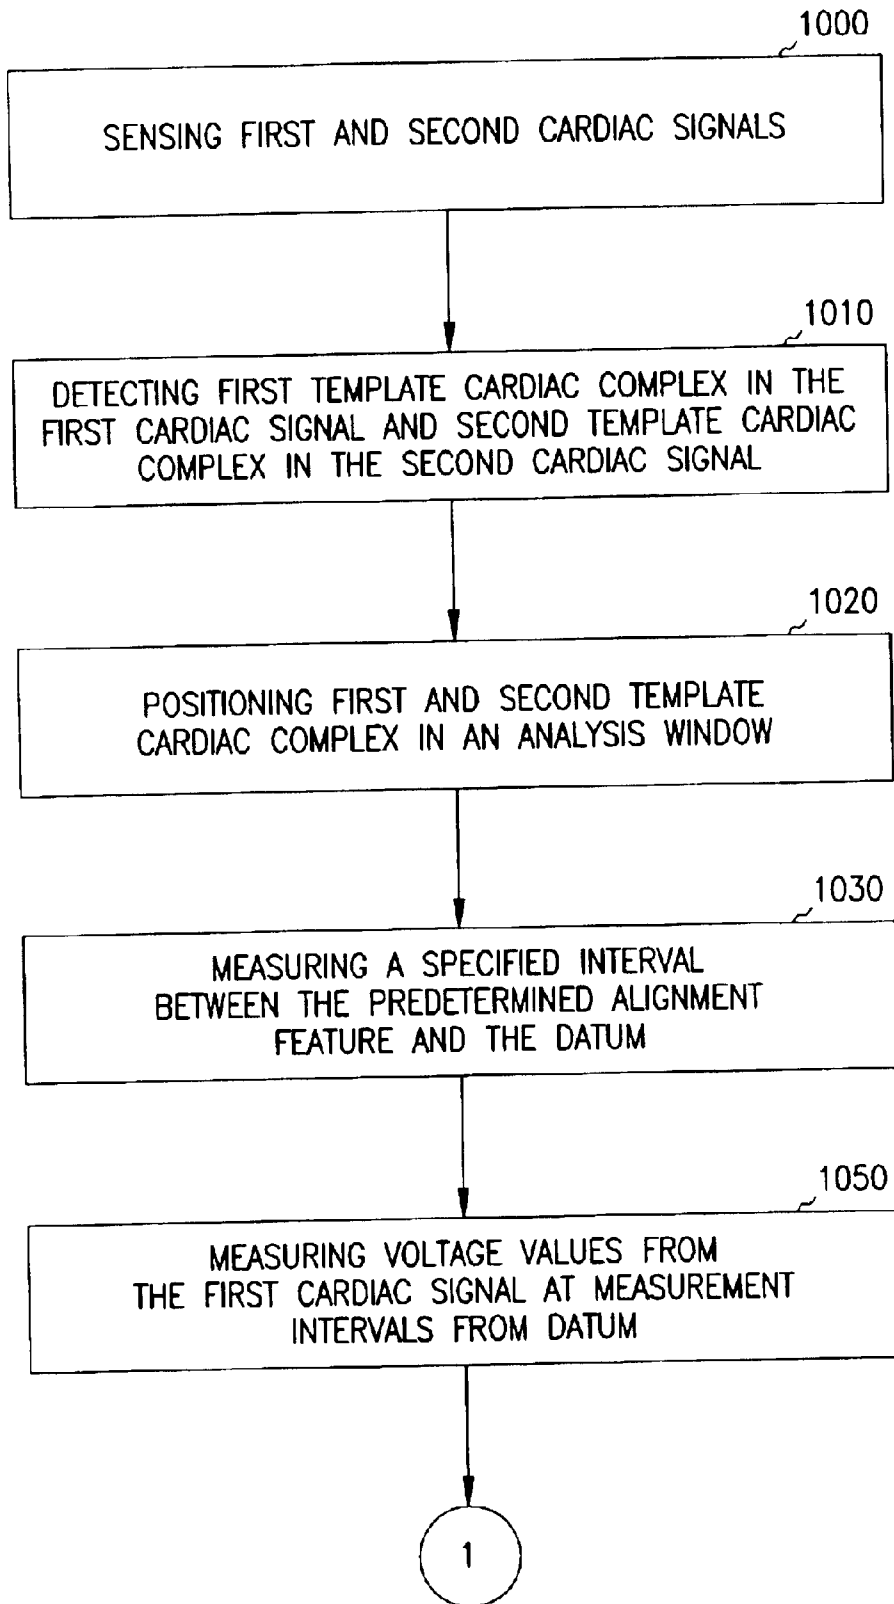 1000
SENSING FIRST AND SECOND CARDIAC SIGNALS
1010
DETECTING FIRST TEMPLATE CARDIAC COMPLEX IN THE
FIRST CARDIAC SIGNAL AND SECOND TEMPLATE CARDIAC
COMPLEX IN THE SECOND CARDIAC SIGNAL
1020
POSITIONING FIRST AND SECOND TEMPLATE
CARDIAC COMPLEX IN AN ANALYSIS WINDOW
1030
MEASURING A SPECIFIED INTERVAL
BETWEEN THE PREDETERMINED ALIGNMENT
FEATURE AND THE DATUM
1050
MEASURING VOLTAGE VALUES FROM
THE FIRST CARDIAC SIGNAL AT MEASUREMENT
INTERVALS FROM DATUM
1